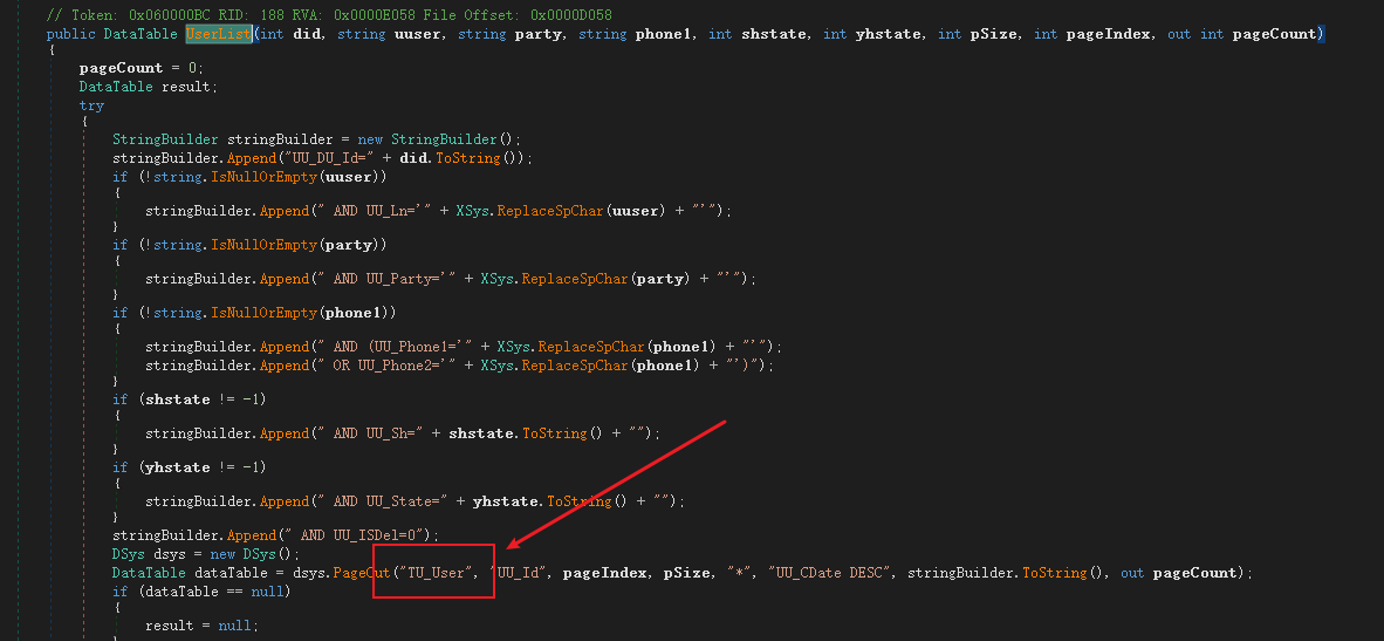 // Token: 0x060000BC RID: 188 RVA: 0x0000E058 File Offset: 0x0000D058
public DataTable UserList(int did, string uuser, string party, string phone1, int shstate, int yhstate, int pSize, int pageIndex, out int pageCount)
{
pageCount = 0;
DataTable result;
try
{
StringBuilder stringBuilder = new StringBuilder();
stringBuilder.Append("UU_DU_Id=" + did.ToString());
if (!string.IsNullOrEmpty(uuser))
{
stringBuilder.Append(" AND UU_Ln='" + XSys.ReplaceSpChar(uuser) + "'");
}
if (!string.IsNullOrEmpty(party))
{
stringBuilder.Append(" AND UU_Party='" + XSys.ReplaceSpChar(party) + "'");
}
if (!string.IsNullOrEmpty(phone1))
{
stringBuilder.Append(" AND (UU_Phone1='" + XSys.ReplaceSpChar(phone1) + "'");
stringBuilder.Append(" OR UU_Phone2='" + XSys.ReplaceSpChar(phone1) + "')");
}
if (shstate != -1)
{
stringBuilder.Append(" AND UU_Sh=" + shstate.ToString() + "");
}
if (yhstate != -1)
{
stringBuilder.Append(" AND UU_State=" + yhstate.ToString() + "");
}
stringBuilder.Append(" AND UU_ISDel=0");
DSys dsys = new DSys();
DataTable dataTable = dsys.PageCut("TU_User", "UU_Id", pageIndex, pSize, "*", "UU_CDate DESC", stringBuilder.ToString(), out pageCount);
if (dataTable == null)
{
result = null;
}